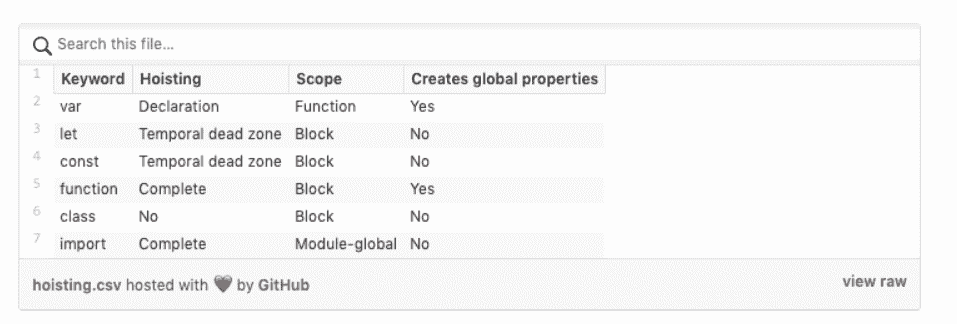 Search this file...
1 Keyword Hoisting Scope Creates global properties
2 var Declaration Function Yes
3 let Temporal dead zone Block No
4 const Temporal dead zone Block No
5 function Complete Block Yes
6 class No Block No
7 import Complete Module-global No
hoisting.csv hosted with 🖤 by GitHub view raw